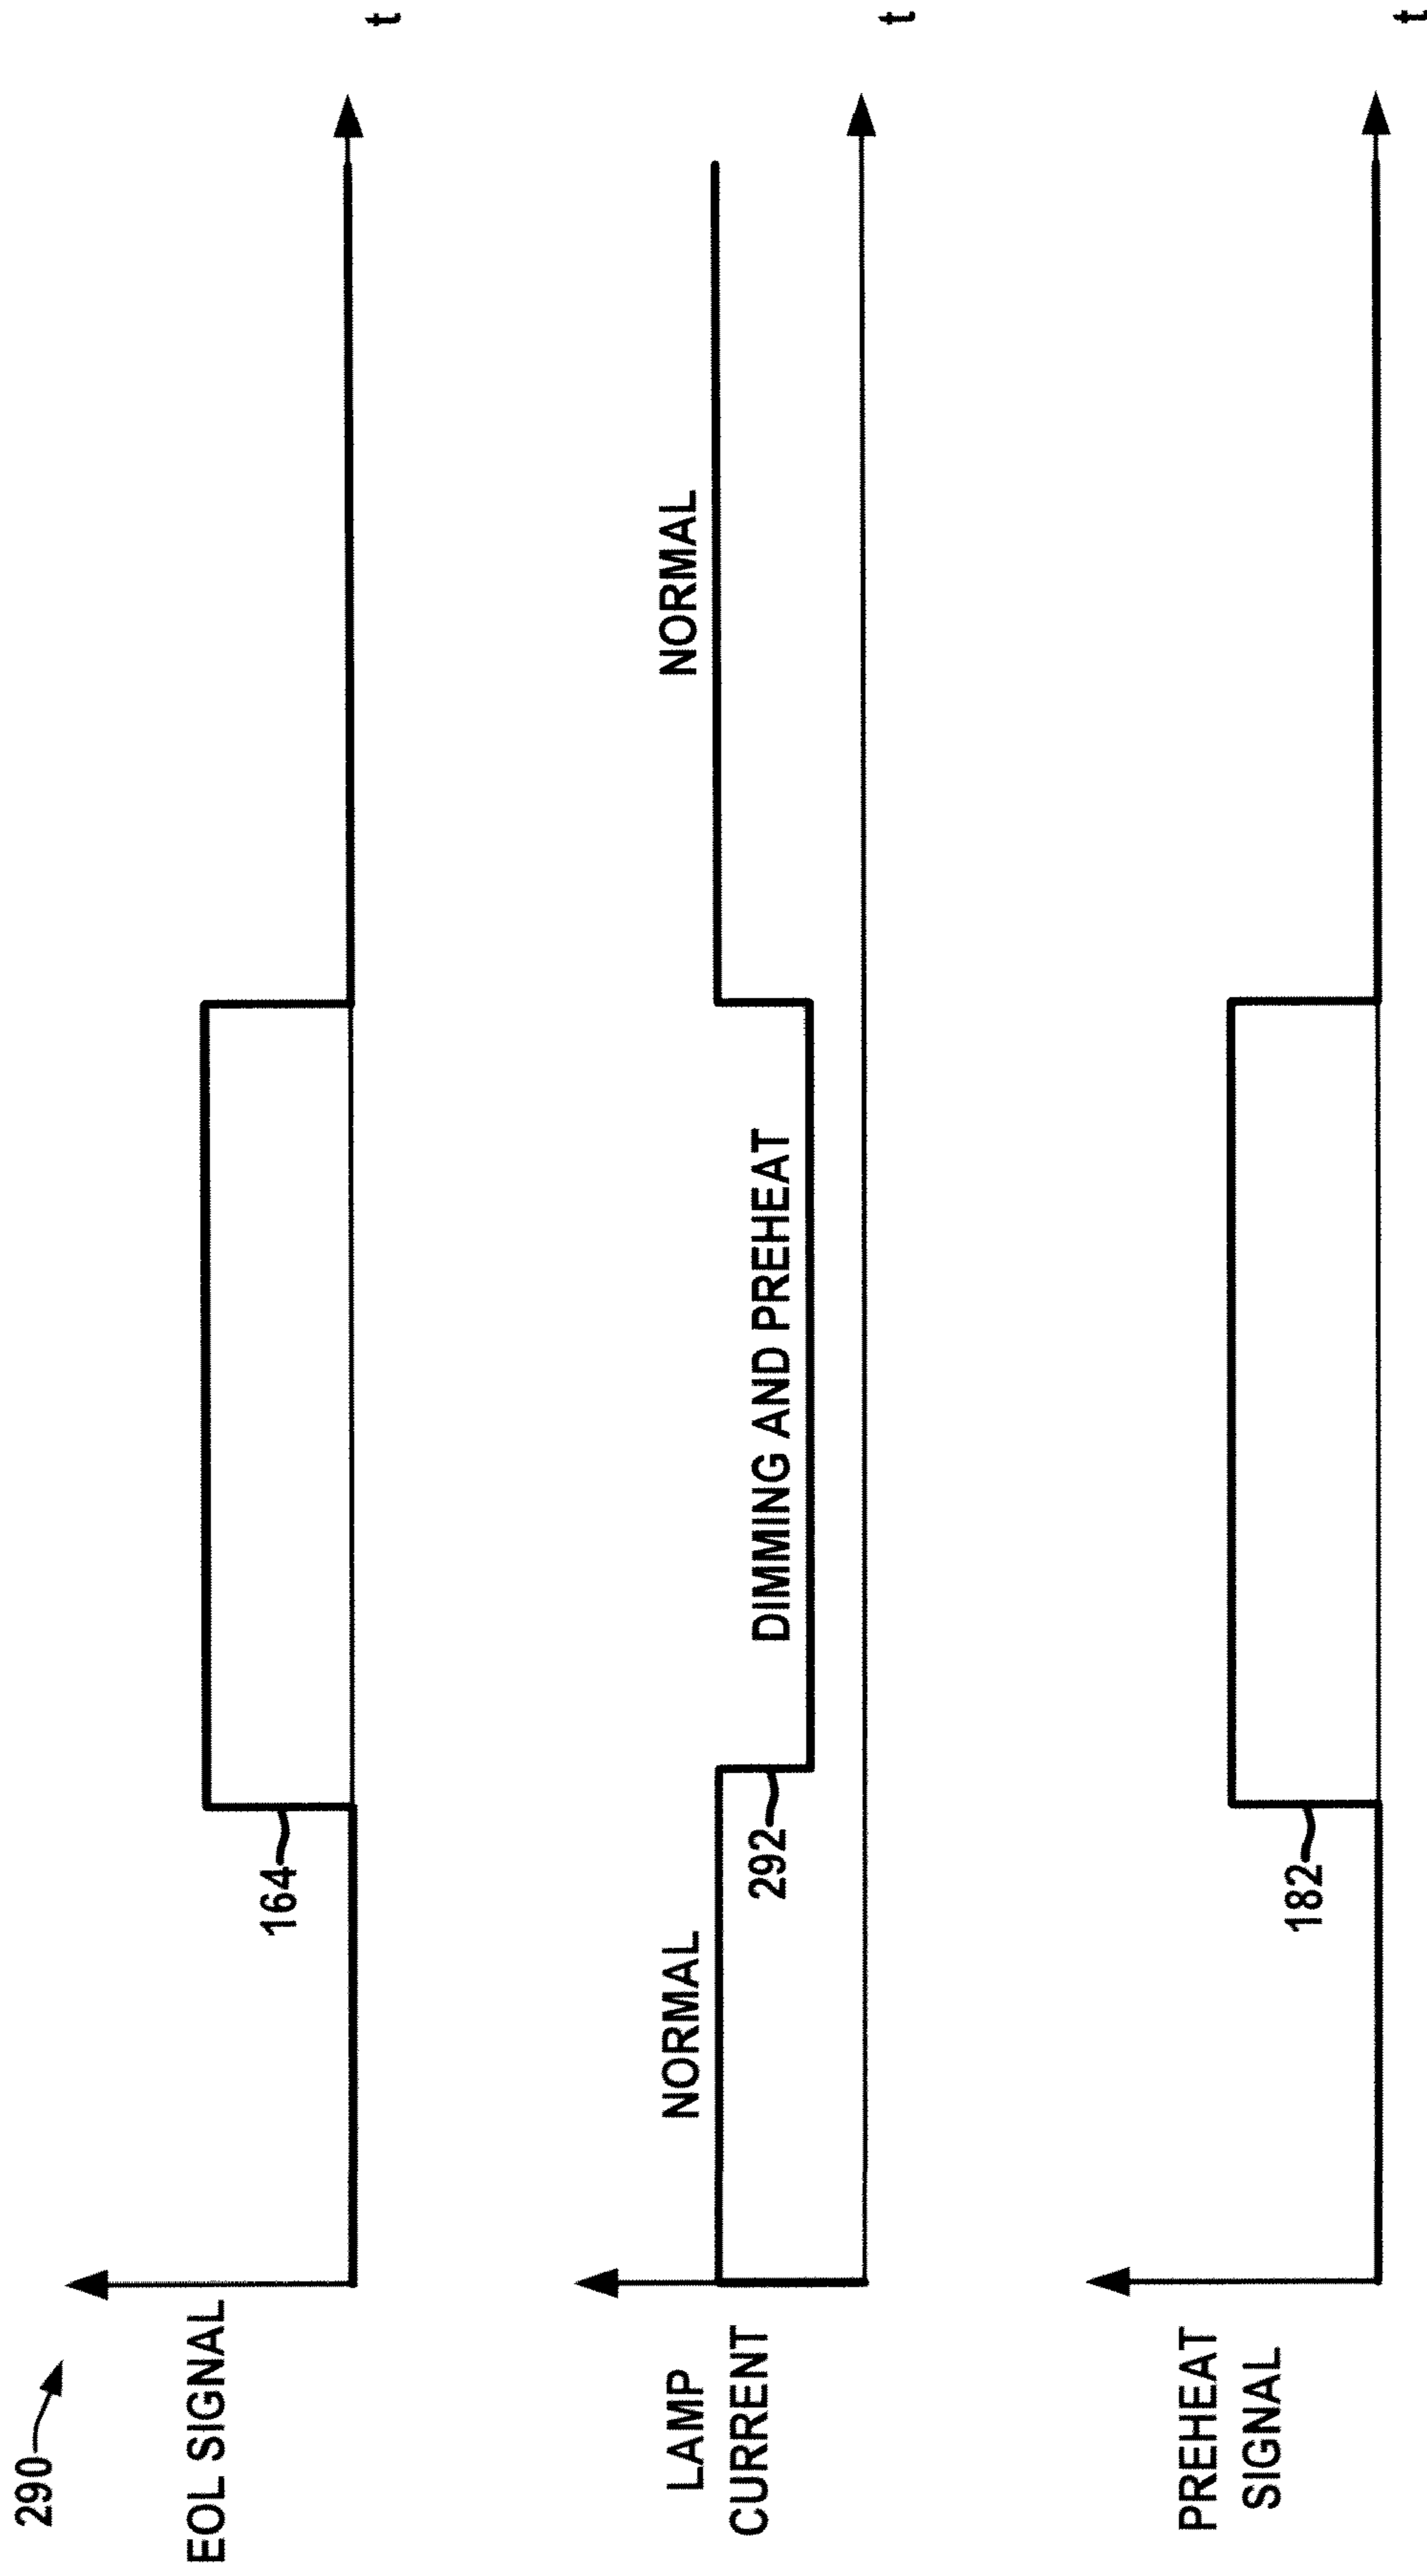 290
EOL SIGNAL
164
t
LAMP
CURRENT
NORMAL
292
DIMMING AND PREHEAT
NORMAL
t
PREHEAT
SIGNAL
182
t